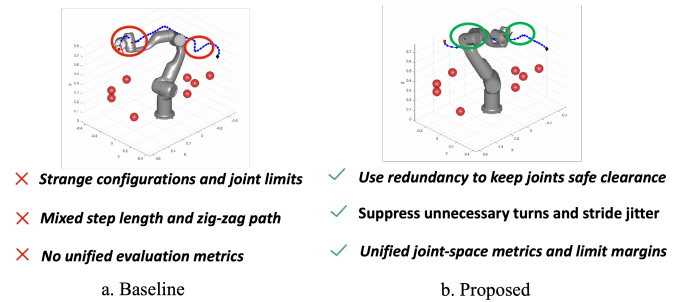 ✗ Strange configurations and joint limits
✗ Mixed step length and zig-zag path
✗ No unified evaluation metrics
a. Baseline
✓ Use redundancy to keep joints safe clearance
✓ Suppress unnecessary turns and stride jitter
✓ Unified joint-space metrics and limit margins
b. Proposed